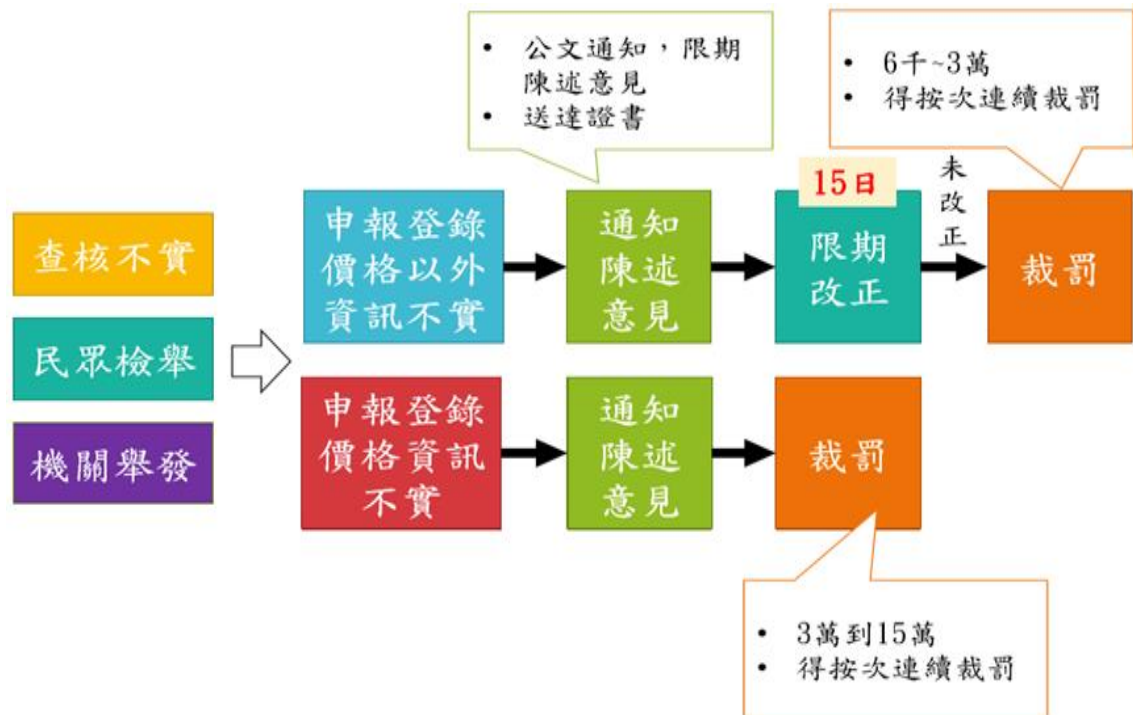 • 公文通知，限期
陳述意見
• 送達證書
• 6千~3萬
• 得按次連續裁罰
查核不實
民眾檢舉
機關舉發
申報登錄
價格以外
資訊不實
通知
陳述
意見
15日
限期
改正
未
改
正
裁罰
申報登錄
價格資訊
不實
通知
陳述
意見
裁罰
• 3萬到15萬
• 得按次連續裁罰